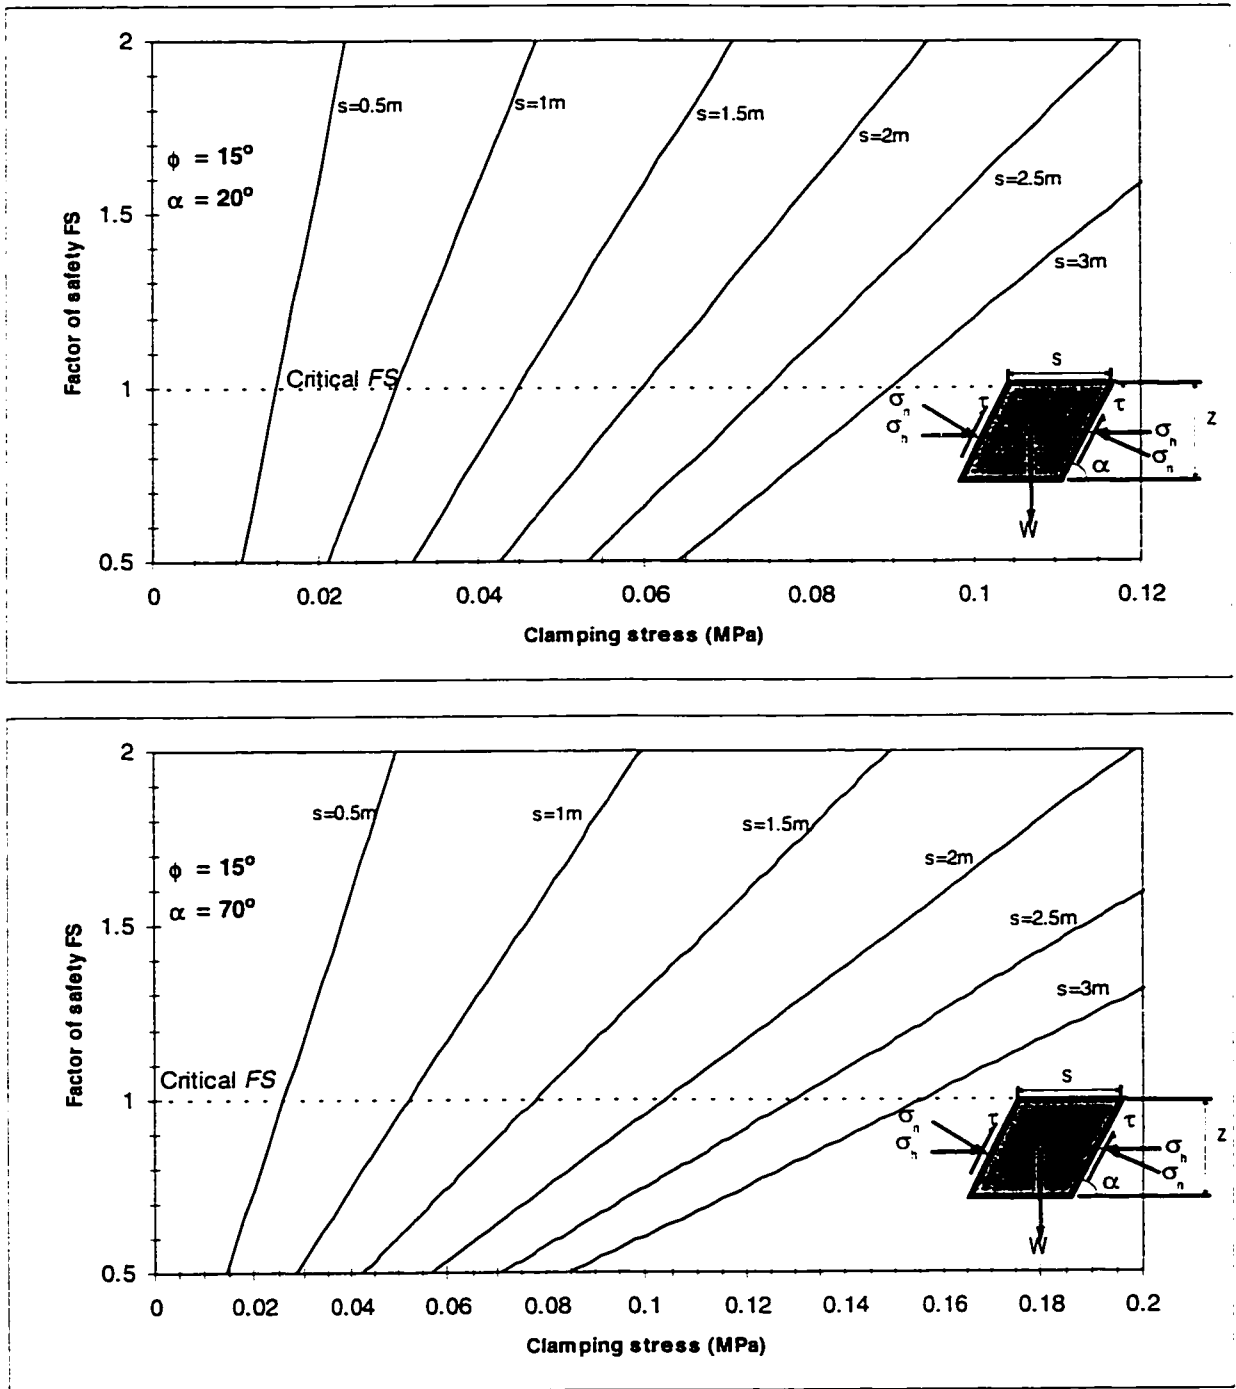 2
s=0.5m
s=1m
s=1.5m
s=2m
s=2.5m
s=3m
ϕ = 15°
α = 20°
1.5
Factor of safety FS
Critical FS
1
s
τ
τ
σn
σh
σh
σn
α
z
W
0.5
0
0.02
0.04
0.06
0.08
0.1
0.12
Clamping stress (MPa)
2
s=0.5m
s=1m
s=1.5m
s=2m
s=2.5m
s=3m
ϕ = 15°
α = 70°
1.5
Factor of safety FS
Critical FS
1
s
τ
τ
σn
σh
σh
σn
α
z
W
0.5
0
0.02
0.04
0.06
0.08
0.1
0.12
0.14
0.16
0.18
0.2
Clamping stress (MPa)